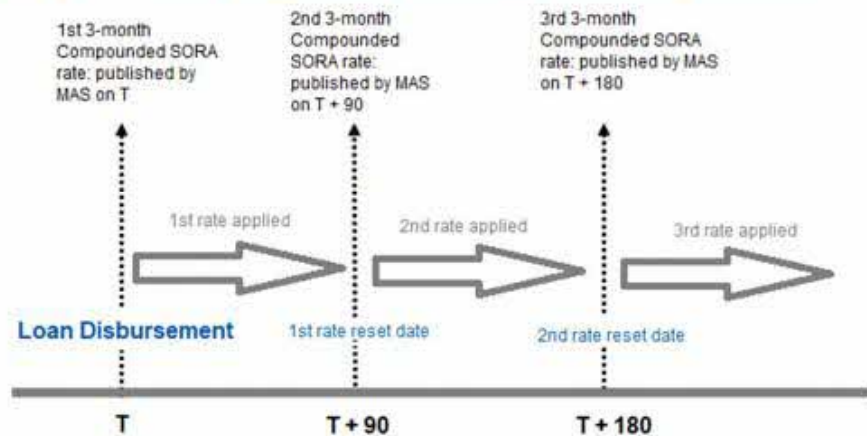 1st 3-month
Compounded SORA
rate: published by
MAS on T
2nd 3-month
Compounded
SORA rate:
published by MAS
on T + 90
3rd 3-month
Compounded SORA
rate: published by MAS
on T + 180
1st rate applied
2nd rate applied
3rd rate applied
Loan Disbursement
1st rate reset date
2nd rate reset date
T
T + 90
T + 180